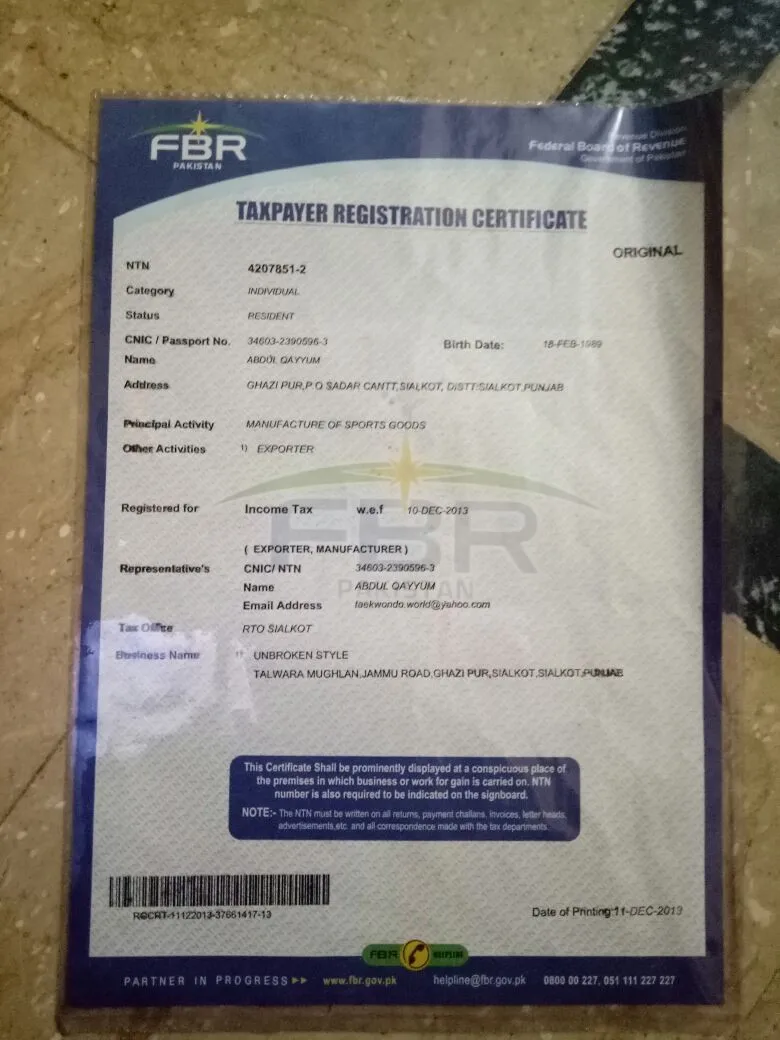 FBR
PAKISTAN
Revenue Division
Federal Board of Revenue
Government of Pakistan
TAXPAYER REGISTRATION CERTIFICATE
ORIGINAL
NTN 4207851-2
Category INDIVIDUAL
Status RESIDENT
CNIC / Passport No. 34603-2390596-3 Birth Date: 18-FEB-1989
Name ABDUL QAYYUM
Address GHAZI PUR,P O SADAR CANTT,SIALKOT, DISTT:SIALKOT,PUNJAB
Principal Activity MANUFACTURE OF SPORTS GOODS
Other Activities 1) EXPORTER
Registered for Income Tax w.e.f 10-DEC-2013
FBR
PAKISTAN
( EXPORTER, MANUFACTURER )
Representative's CNIC/ NTN 34603-2390596-3
Name ABDUL QAYYUM
Email Address taekwondo.world@yahoo.com
Tax Office RTO SIALKOT
Business Name 1) UNBROKEN STYLE
TALWARA MUGHLAN,JAMMU ROAD,GHAZI PUR,SIALKOT,SIALKOT,PUNJAB
This Certificate Shall be prominently displayed at a conspicuous place of
the premises in which business or work for gain is carried on. NTN
number is also required to be indicated on the signboard.
NOTE:- The NTN must be written on all returns, payment challans, invoices, letter heads,
advertisements,etc. and all correspondence made with the tax departments.
RGCRT-11122013-37661417-13
Date of Printing:11-DEC-2013
FBR HELPLINE
PARTNER IN PROGRESS www.fbr.gov.pk helpline@fbr.gov.pk 0800 00 227, 051 111 227 227